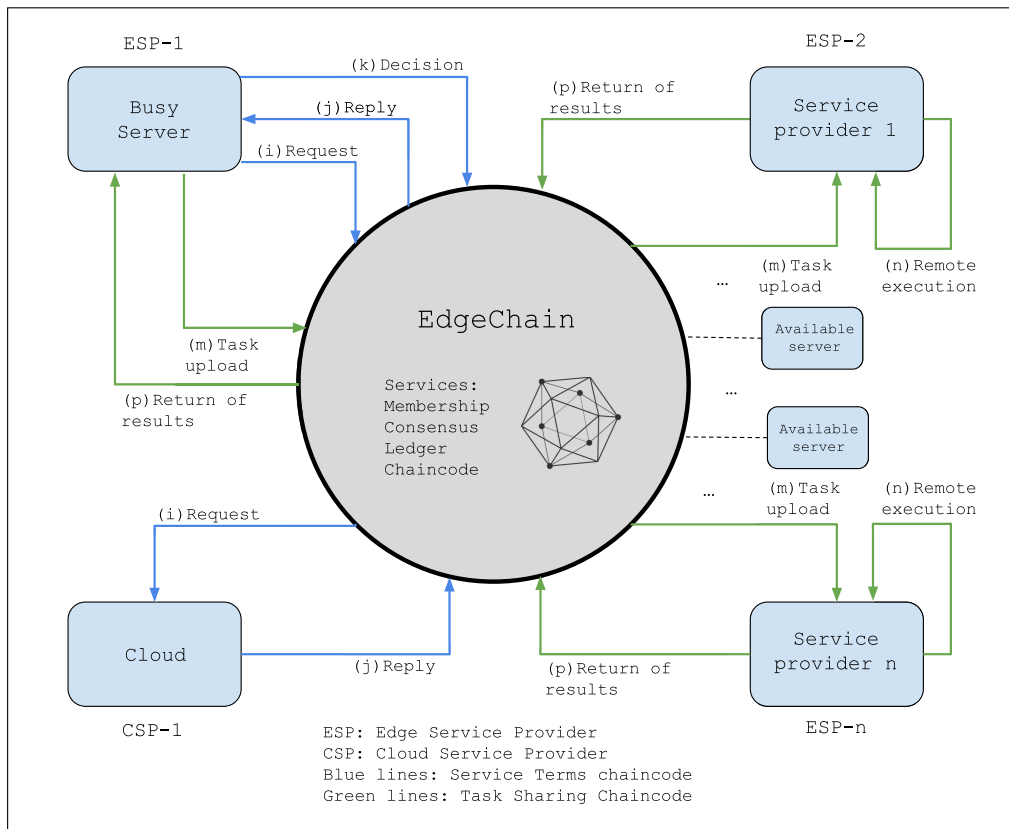 ESP-1
ESP-2
(k)Decision
(p)Return of
results
Busy
Server
(j)Reply
Service
provider 1
(i)Request
(m)Task
upload
(n)Remote
execution
…
EdgeChain
Available
server
(m)Task
upload
Services:
Membership
Consensus
Ledger
Chaincode
…
(p)Return of
results
Available
server
…
(m)Task
upload
(n)Remote
execution
(i)Request
Cloud
(j)Reply
(p)Return of
results
Service
provider n
CSP-1
ESP-n
ESP: Edge Service Provider
CSP: Cloud Service Provider
Blue lines: Service Terms chaincode
Green lines: Task Sharing Chaincode